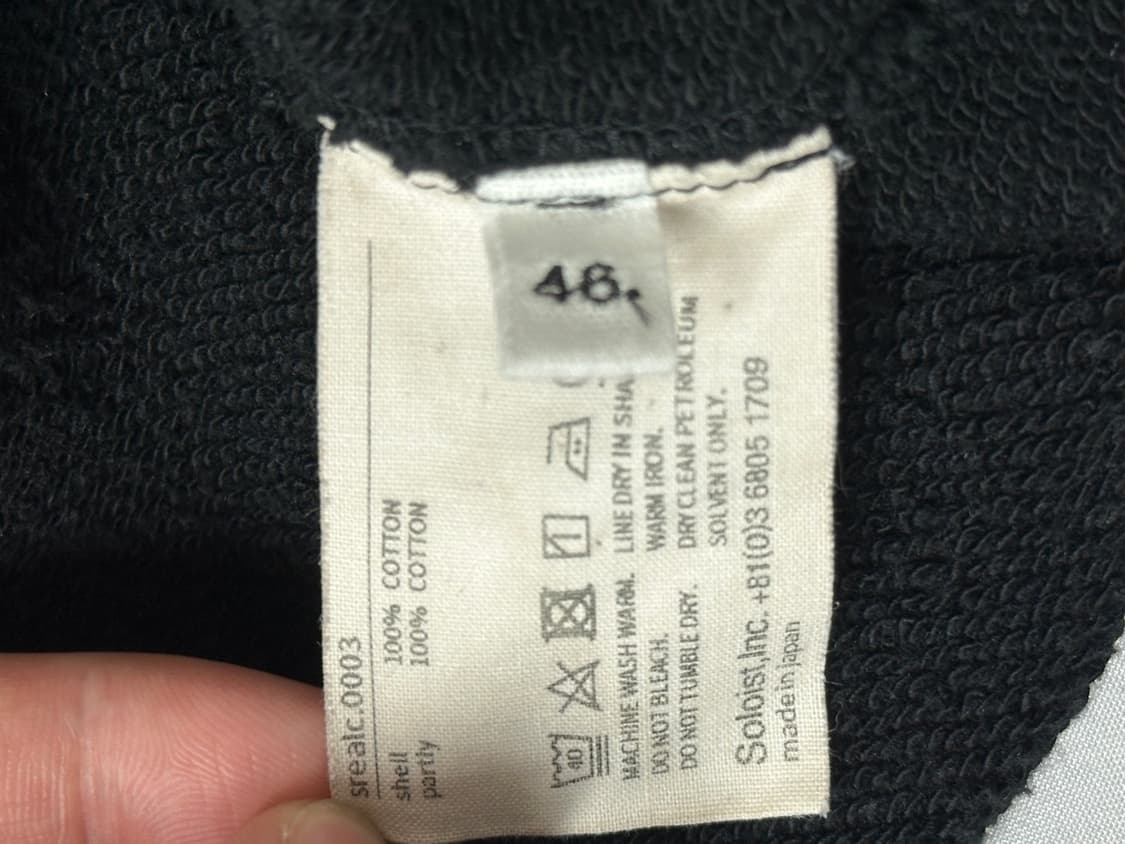 46.
srealc.0003
shell 100% COTTON
partly 100% COTTON
40
MACHINE WASH WARM. LINE DRY IN SHA
DO NOT BLEACH. WARM IRON.
DO NOT TUMBLE DRY. DRY CLEAN PETROLEUM
SOLVENT ONLY.
Soloist,Inc. +81(0)3 6805 1709
made in japan